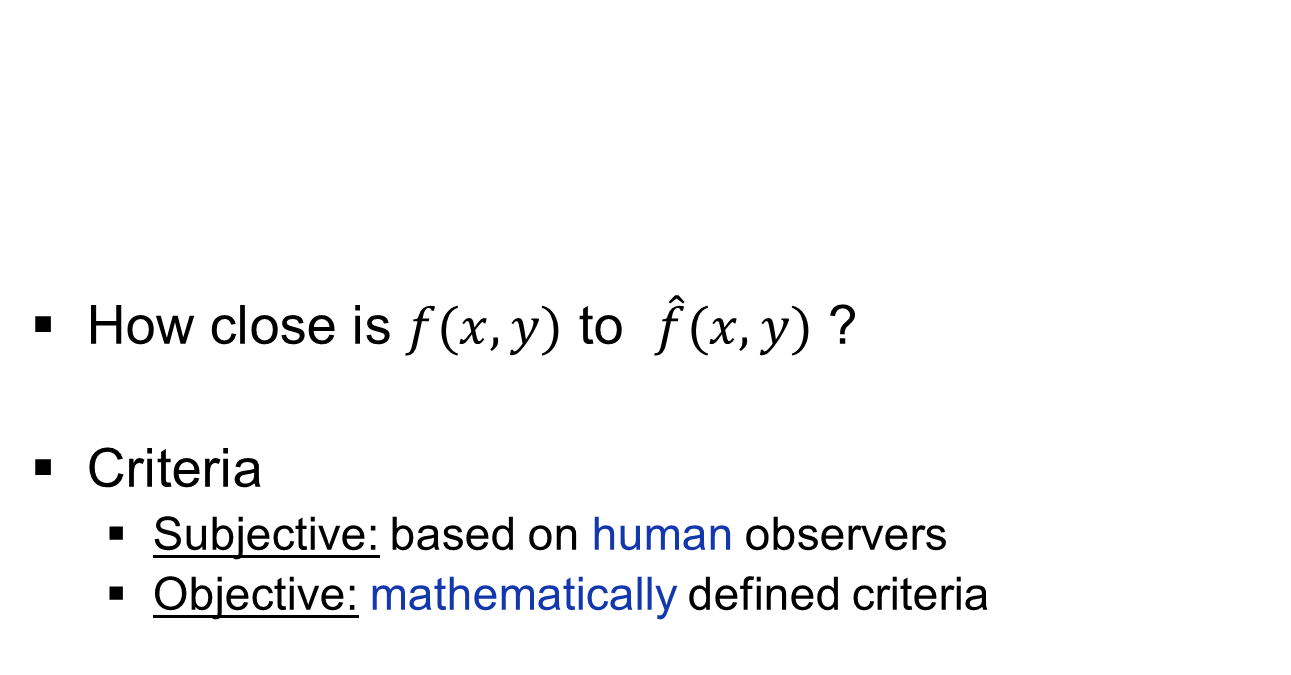 ▪ How close is f(x, y) to f̂(x, y) ?
▪ Criteria
▪ Subjective: based on human observers
▪ Objective: mathematically defined criteria